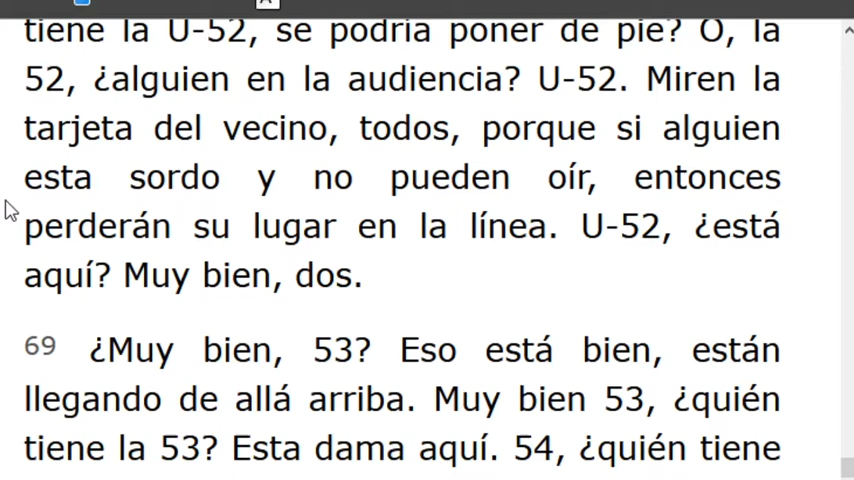 tiene la U-52, se podría poner de pie? O, la
52, ¿alguien en la audiencia? U-52. Miren la
tarjeta del vecino, todos, porque si alguien
esta sordo y no pueden oír, entonces
perderán su lugar en la línea. U-52, ¿está
aquí? Muy bien, dos.
69 ¿Muy bien, 53? Eso está bien, están
llegando de allá arriba. Muy bien 53, ¿quién
tiene la 53? Esta dama aquí. 54, ¿quién tiene